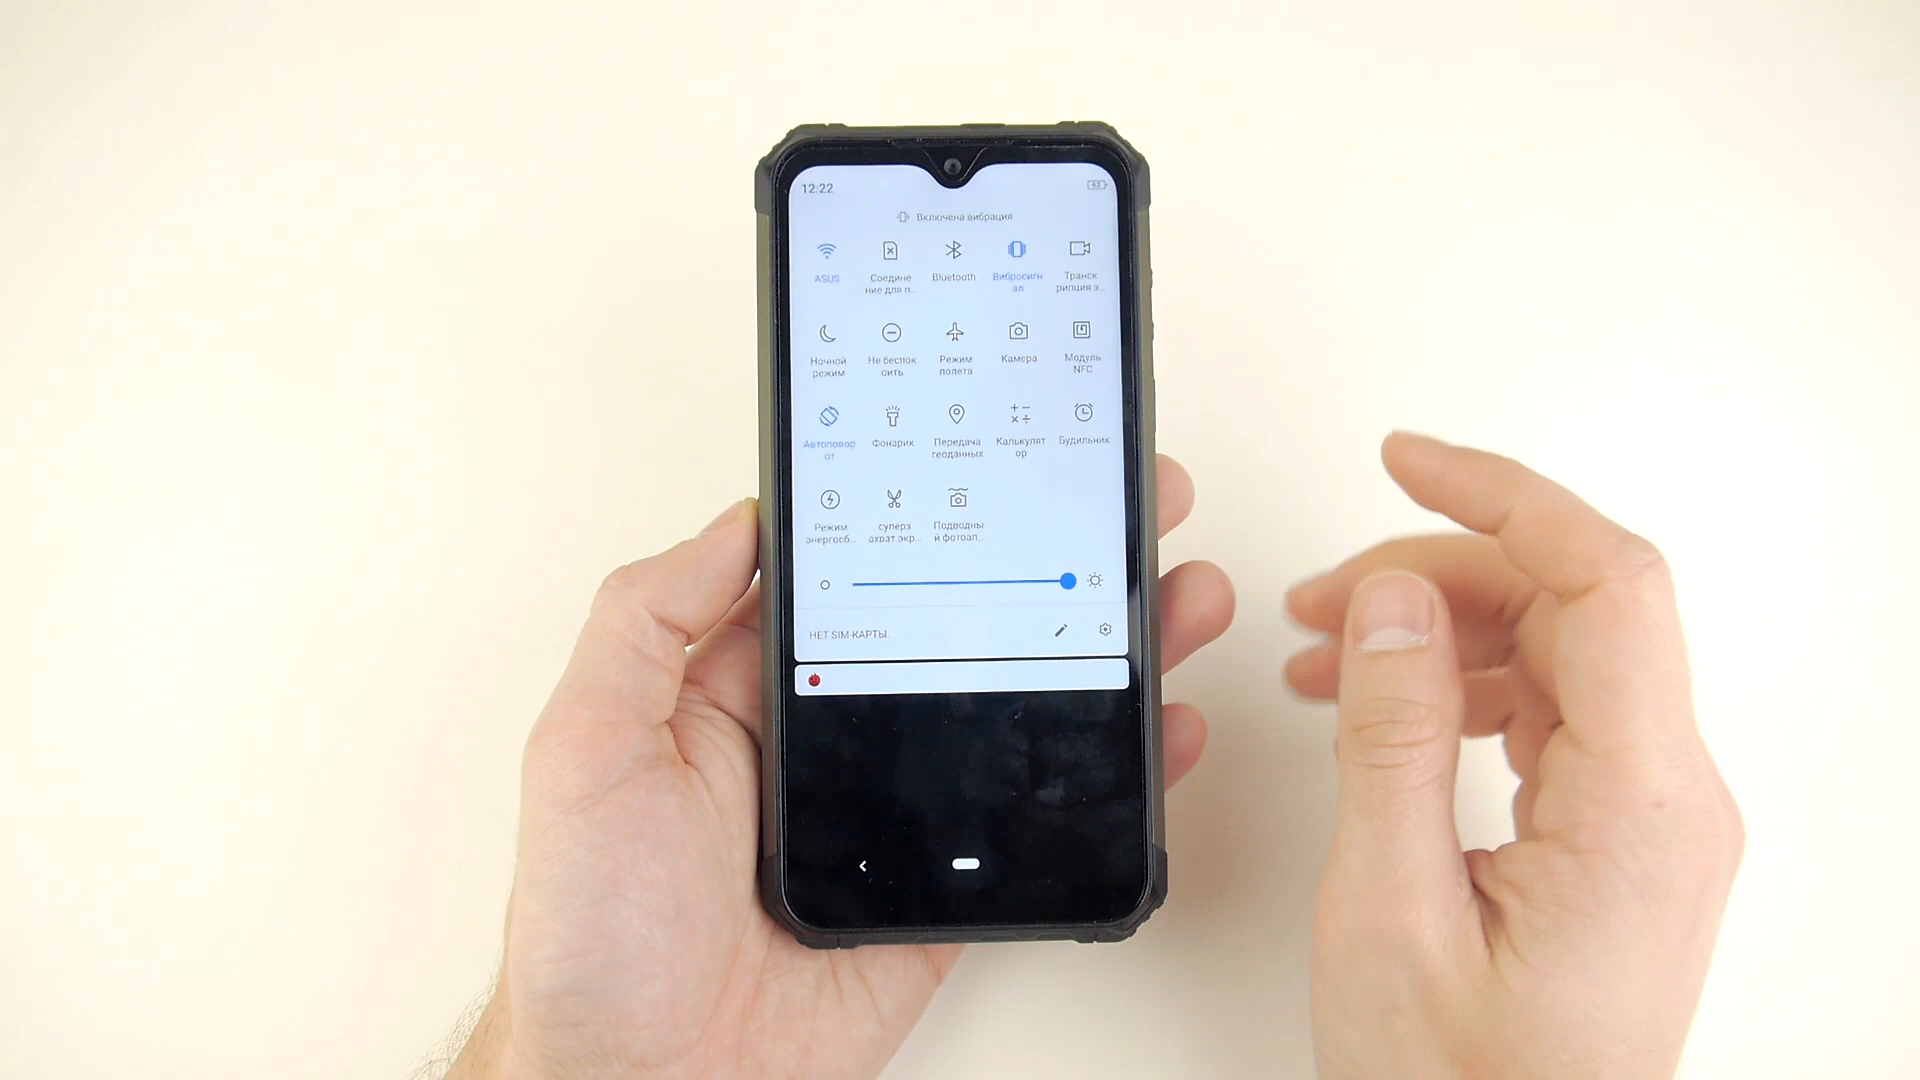 12:22
62
Включена вибрация
ASUS
Соедине
ние для п...
Bluetooth
Вибросигн
ал
Транск
рипция э...
Ночной
режим
Не беспок
оить
Режим
полета
Камера
Модуль
NFC
Автоповор
от
Фонарик
Передача
геоданных
Калькулят
ор
Будильник
Режим
энергосб...
суперз
ахват экр...
Подводны
й фотоап...
НЕТ SIM-КАРТЫ.